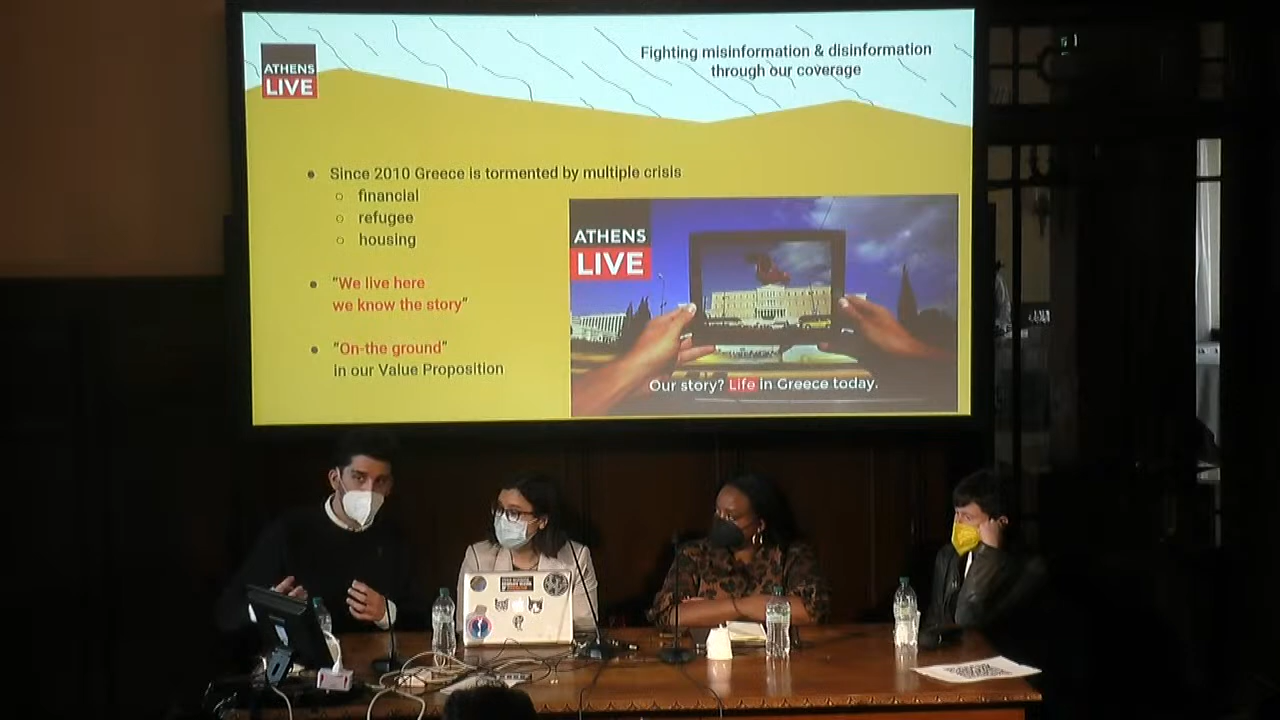 ATHENS
LIVE
Fighting misinformation & disinformation
through our coverage
Since 2010 Greece is tormented by multiple crisis
financial
refugee
housing
"We live here
we know the story"
"On-the ground"
in our Value Proposition
ATHENS
LIVE
Our story? Life in Greece today.